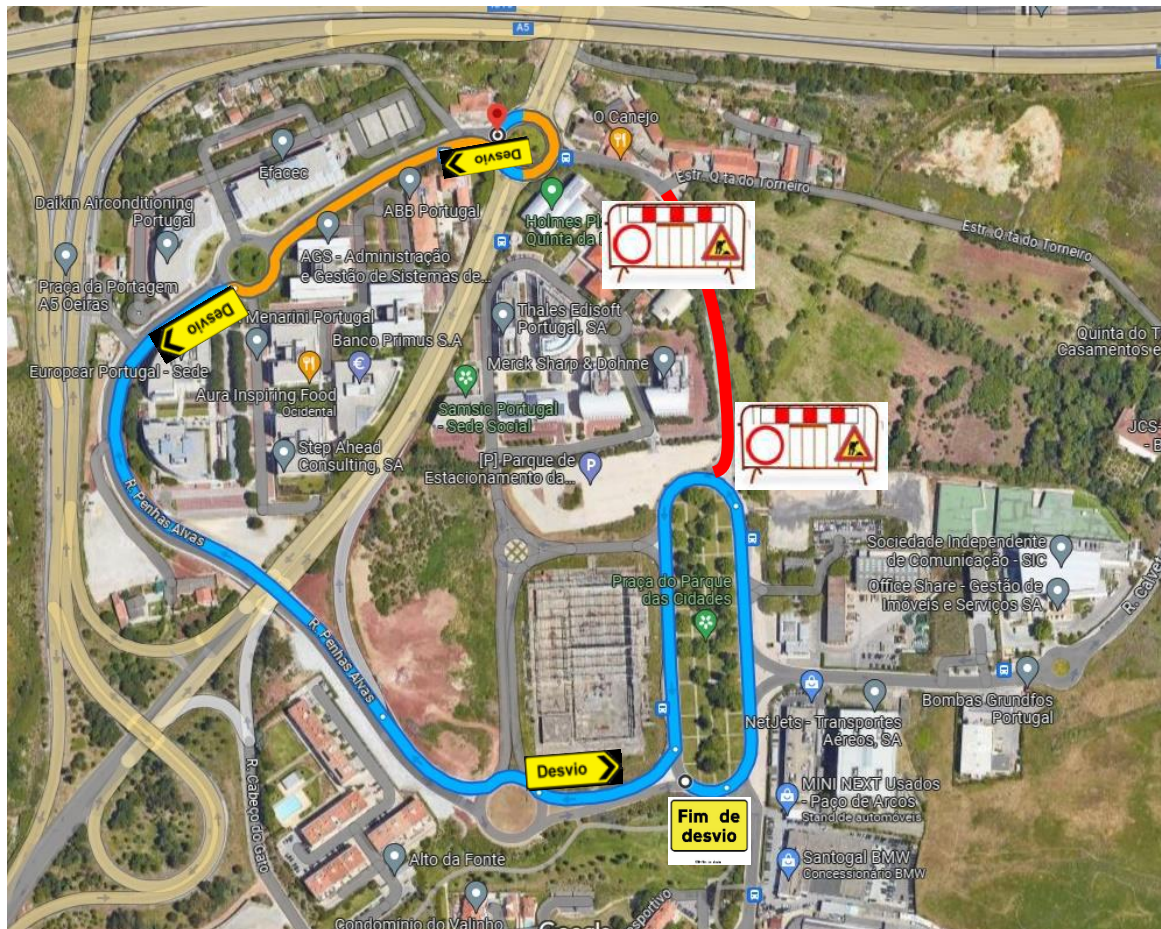 A5
O Canejo
Desvio
Efacec
Estr. Qta do Torneiro
Daikin Airconditioning
Portugal
ABB Portugal
Holmes Pl
Quinta da
Estr. Qta do Torneiro
AGS - Administração
e Gestão de Sistemas de...
Praça da Portagem
A5 Oeiras
Desvio
Menarini Portugal
Thales Edisoft
Portugal, SA
Quinta do T
Casamentos e
Banco Primus S.A
Merck Sharp & Dohme
Europcar Portugal - Sede
Aura Inspiring Food
Ocidental
Samsic Portugal
- Sede Social
JCS-
Step Ahead
Consulting, SA
[P] Parque de
Estacionamento da...
P
R. Penhas Alvas
Sociedade Independente
de Comunicação - SIC
Praça do Parque
das Cidades
Office Share - Gestão de
Imóveis e Serviços SA
R. Penhas Alvas
Bombas Grundfos
Portugal
NetJets - Transportes
Aéreos, SA
Desvio
MINI NEXT Usados
- Paço de Arcos
Stand de automóveis
Fim de
desvio
R. Cabeço do Gato
Alto da Fonte
Santogal BMW
Concessionário BMW
Condomínio do Valinho